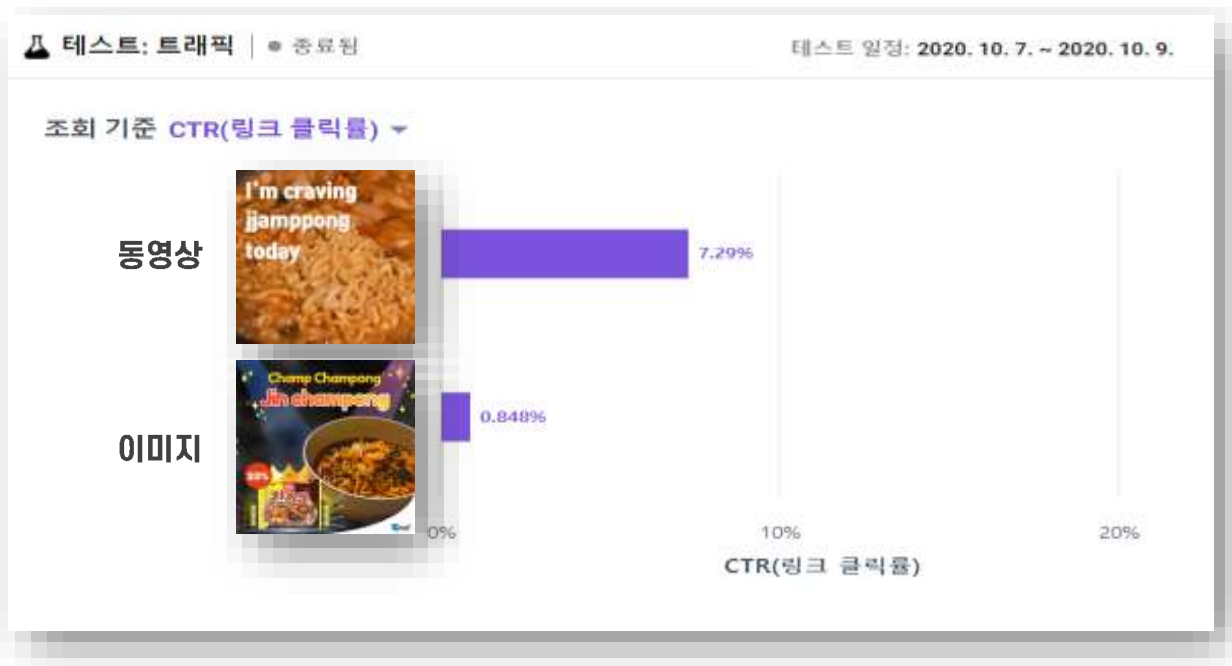 테스트: 트래픽 | ● 종료됨
테스트 일정: 2020. 10. 7. ~ 2020. 10. 9.
조회 기준 CTR(링크 클릭률)
I'm craving
jjamppong
today
동영상
7.29%
Champ Champong
Jin champong
0.848%
이미지
0%
10%
20%
CTR(링크 클릭률)